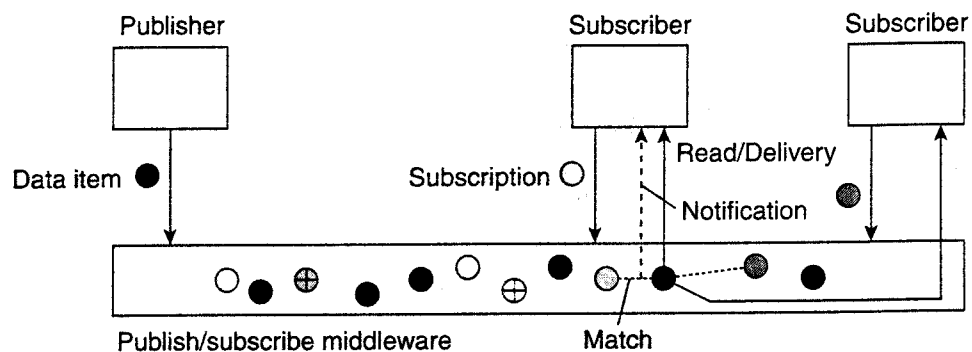 Publisher
Subscriber
Subscriber
Data item
Subscription
Read/Delivery
Notification
Publish/subscribe middleware
Match